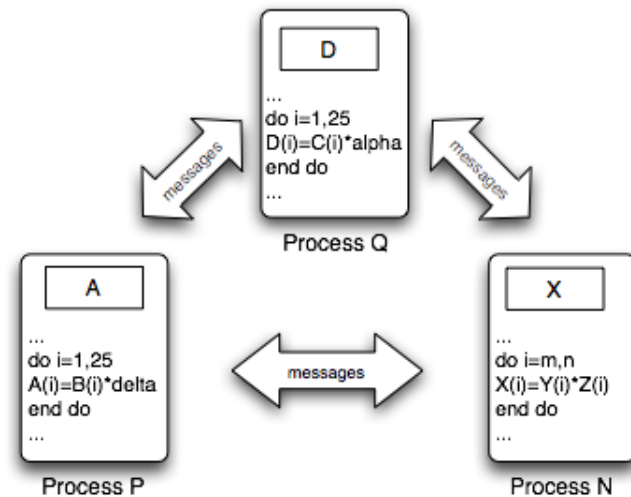 D
...
do i=1,25
D(i)=C(i)*alpha
end do
...
Process Q
messages
messages
A
...
do i=1,25
A(i)=B(i)*delta
end do
...
Process P
messages
X
...
do i=m,n
X(i)=Y(i)*Z(i)
end do
...
Process N